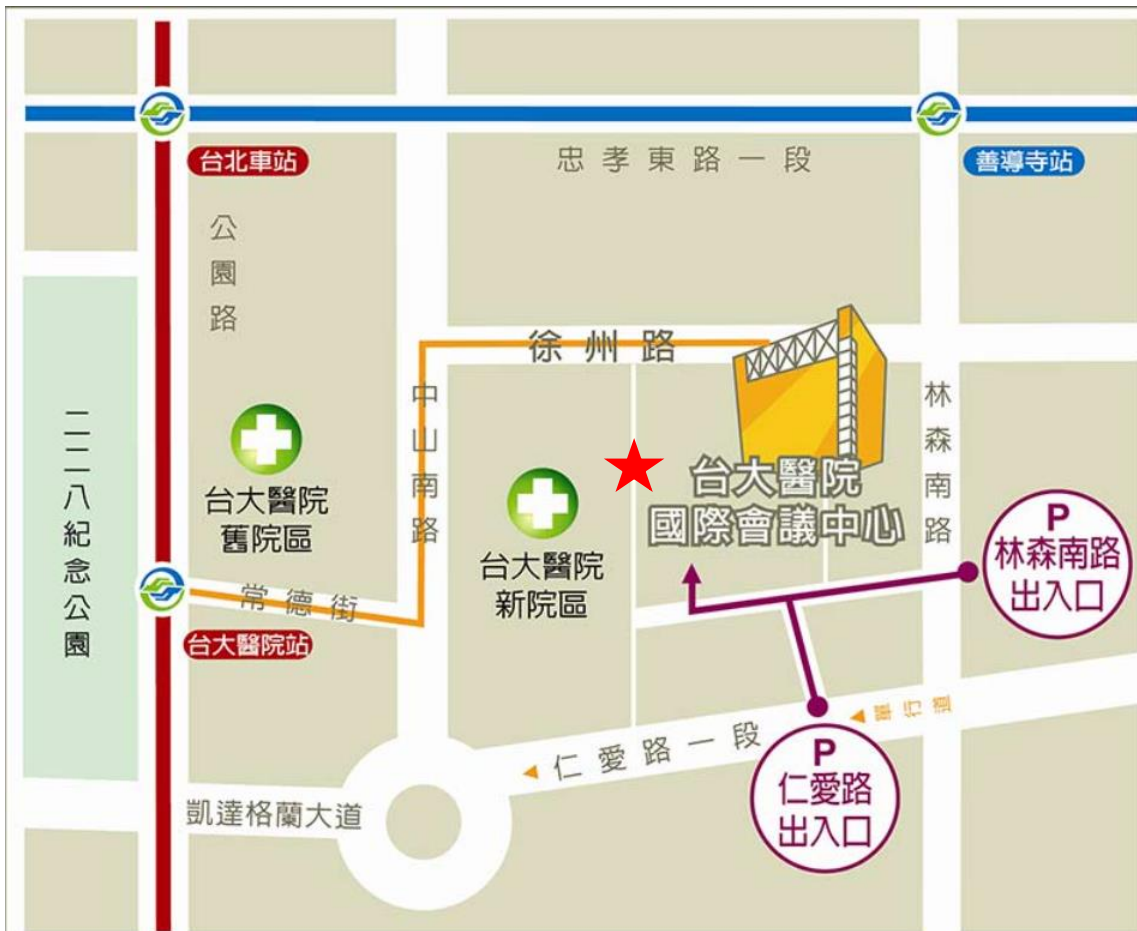 台北車站
忠孝東路一段
善導寺站
公園路
徐州路
中山南路
林森南路
二二八紀念公園
台大醫院
舊院區
台大醫院
國際會議中心
台大醫院
新院區
P
林森南路
出入口
常德街
台大醫院站
單行道
仁愛路一段
P
仁愛路
出入口
凱達格蘭大道